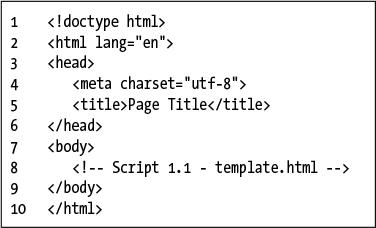 1 <!doctype html>
2 <html lang="en">
3 <head>
4 <meta charset="utf-8">
5 <title>Page Title</title>
6 </head>
7 <body>
8 <!-- Script 1.1 - template.html -->
9 </body>
10 </html>